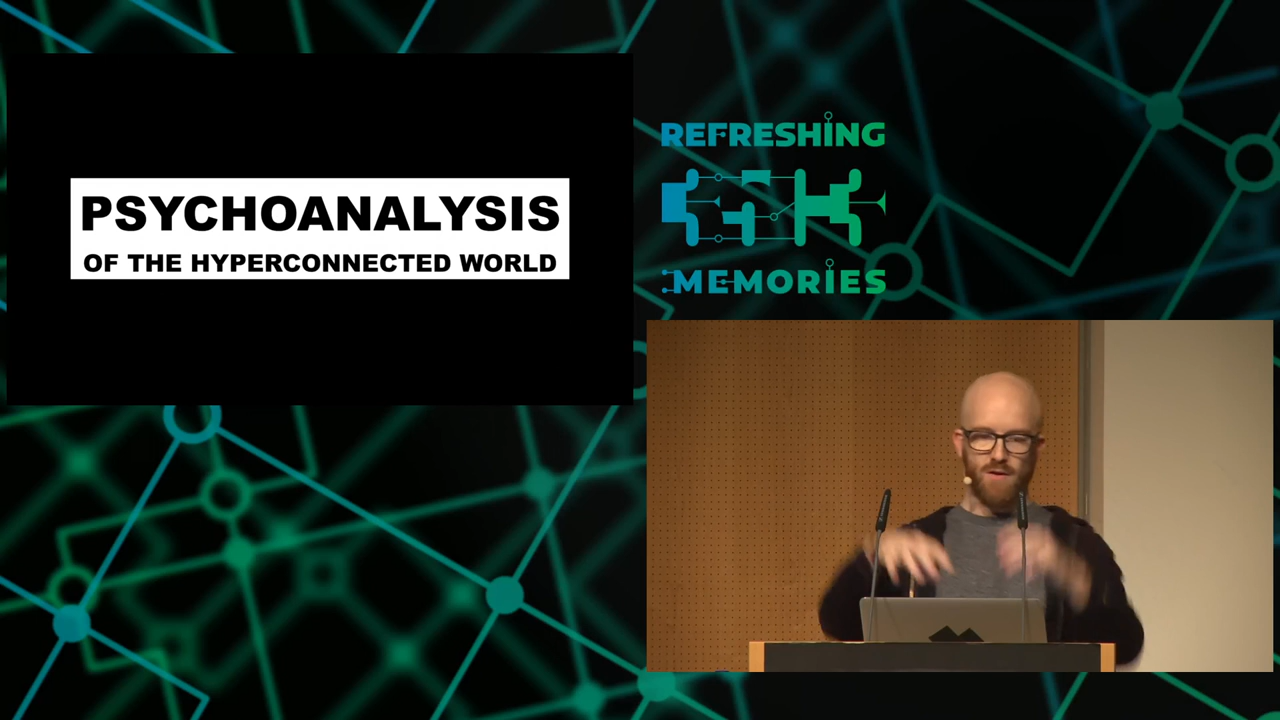 PSYCHOANALYSIS
OF THE HYPERCONNECTED WORLD
REFRESHING
MEMORIES